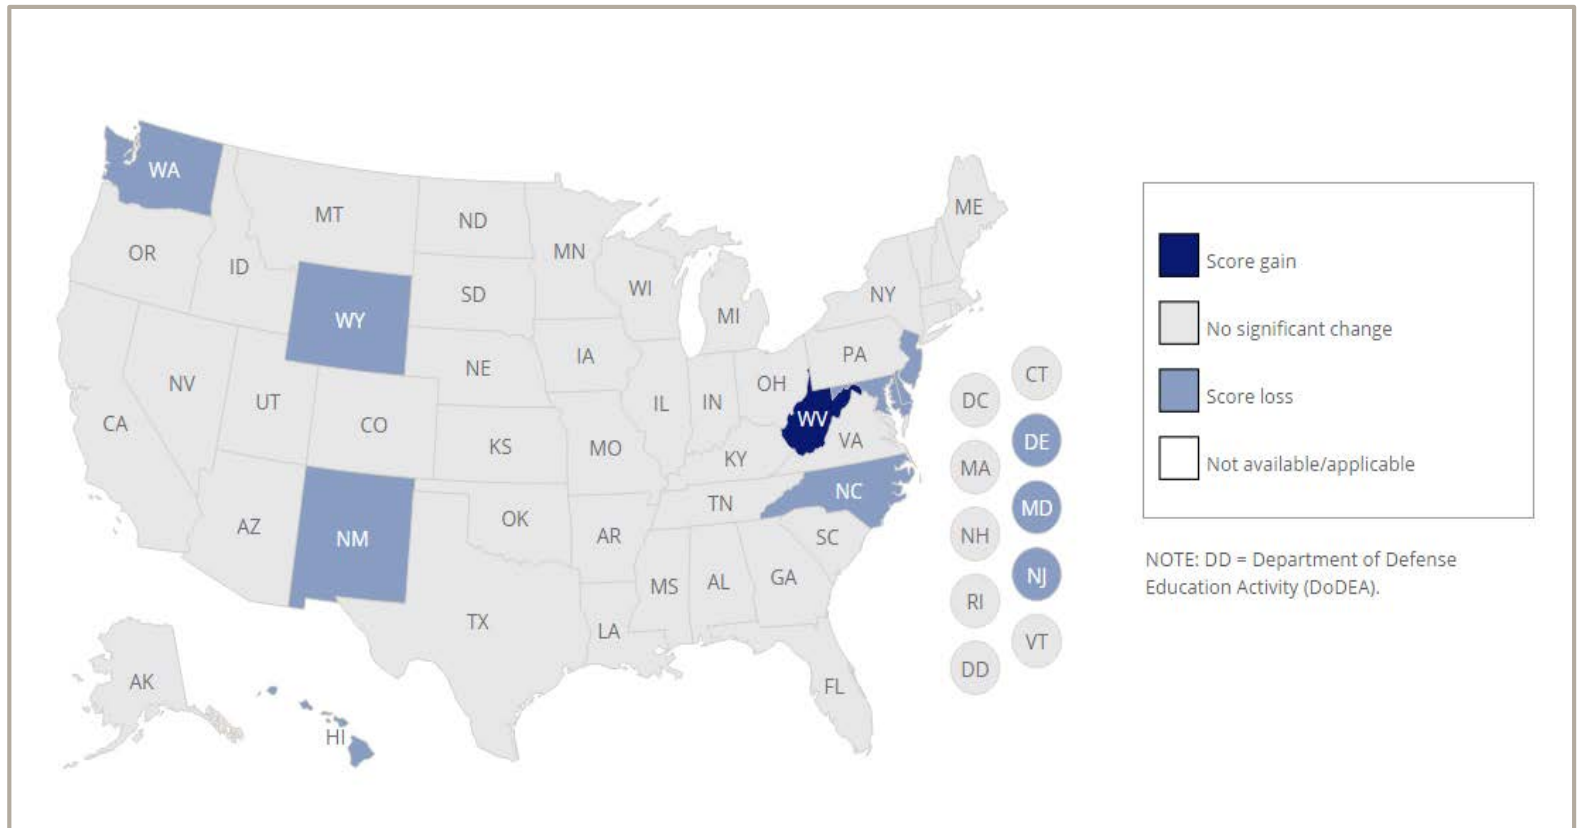 WA
MT
ND
MN
ME
OR
ID
SD
WI
NY
WY
MI
IA
PA
NE
NV
OH
UT
IL
IN
CO
CA
WV
VA
KS
MO
KY
NC
TN
OK
AZ
NM
AR
SC
MS
AL
GA
TX
LA
FL
AK
HI
CT
DC
DE
MA
MD
NH
NJ
RI
VT
DD
Score gain
No significant change
Score loss
Not available/applicable
NOTE: DD = Department of Defense
Education Activity (DoDEA).